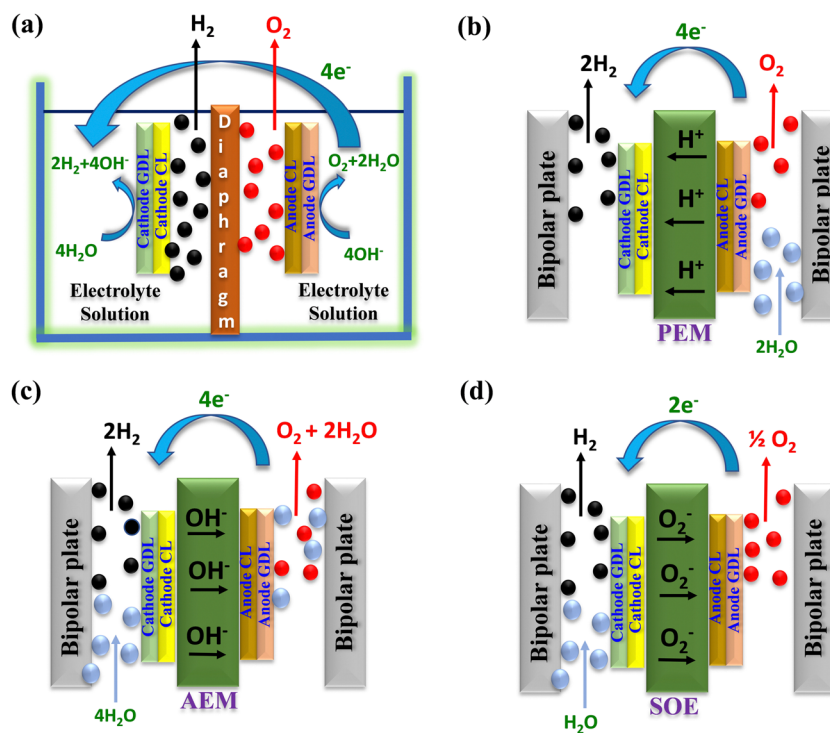 (a)
H₂
O₂
4e⁻
Diaphragm
2H₂+4OH⁻
O₂+2H₂O
Cathode GDL
Cathode CL
Anode CL
Anode GDL
4H₂O
4OH⁻
Electrolyte
Solution
Electrolyte
Solution
(b)
4e⁻
2H₂
O₂
Bipolar plate
Cathode GDL
Cathode CL
H⁺
H⁺
H⁺
Anode CL
Anode GDL
Bipolar plate
PEM
2H₂O
(c)
4e⁻
2H₂
O₂ + 2H₂O
Bipolar plate
Cathode GDL
Cathode CL
OH⁻
OH⁻
OH⁻
Anode CL
Anode GDL
Bipolar plate
4H₂O
AEM
(d)
2e⁻
H₂
½ O₂
Bipolar plate
Cathode GDL
Cathode CL
O₂⁻
O₂⁻
O₂⁻
Anode CL
Anode GDL
Bipolar plate
H₂O
SOE